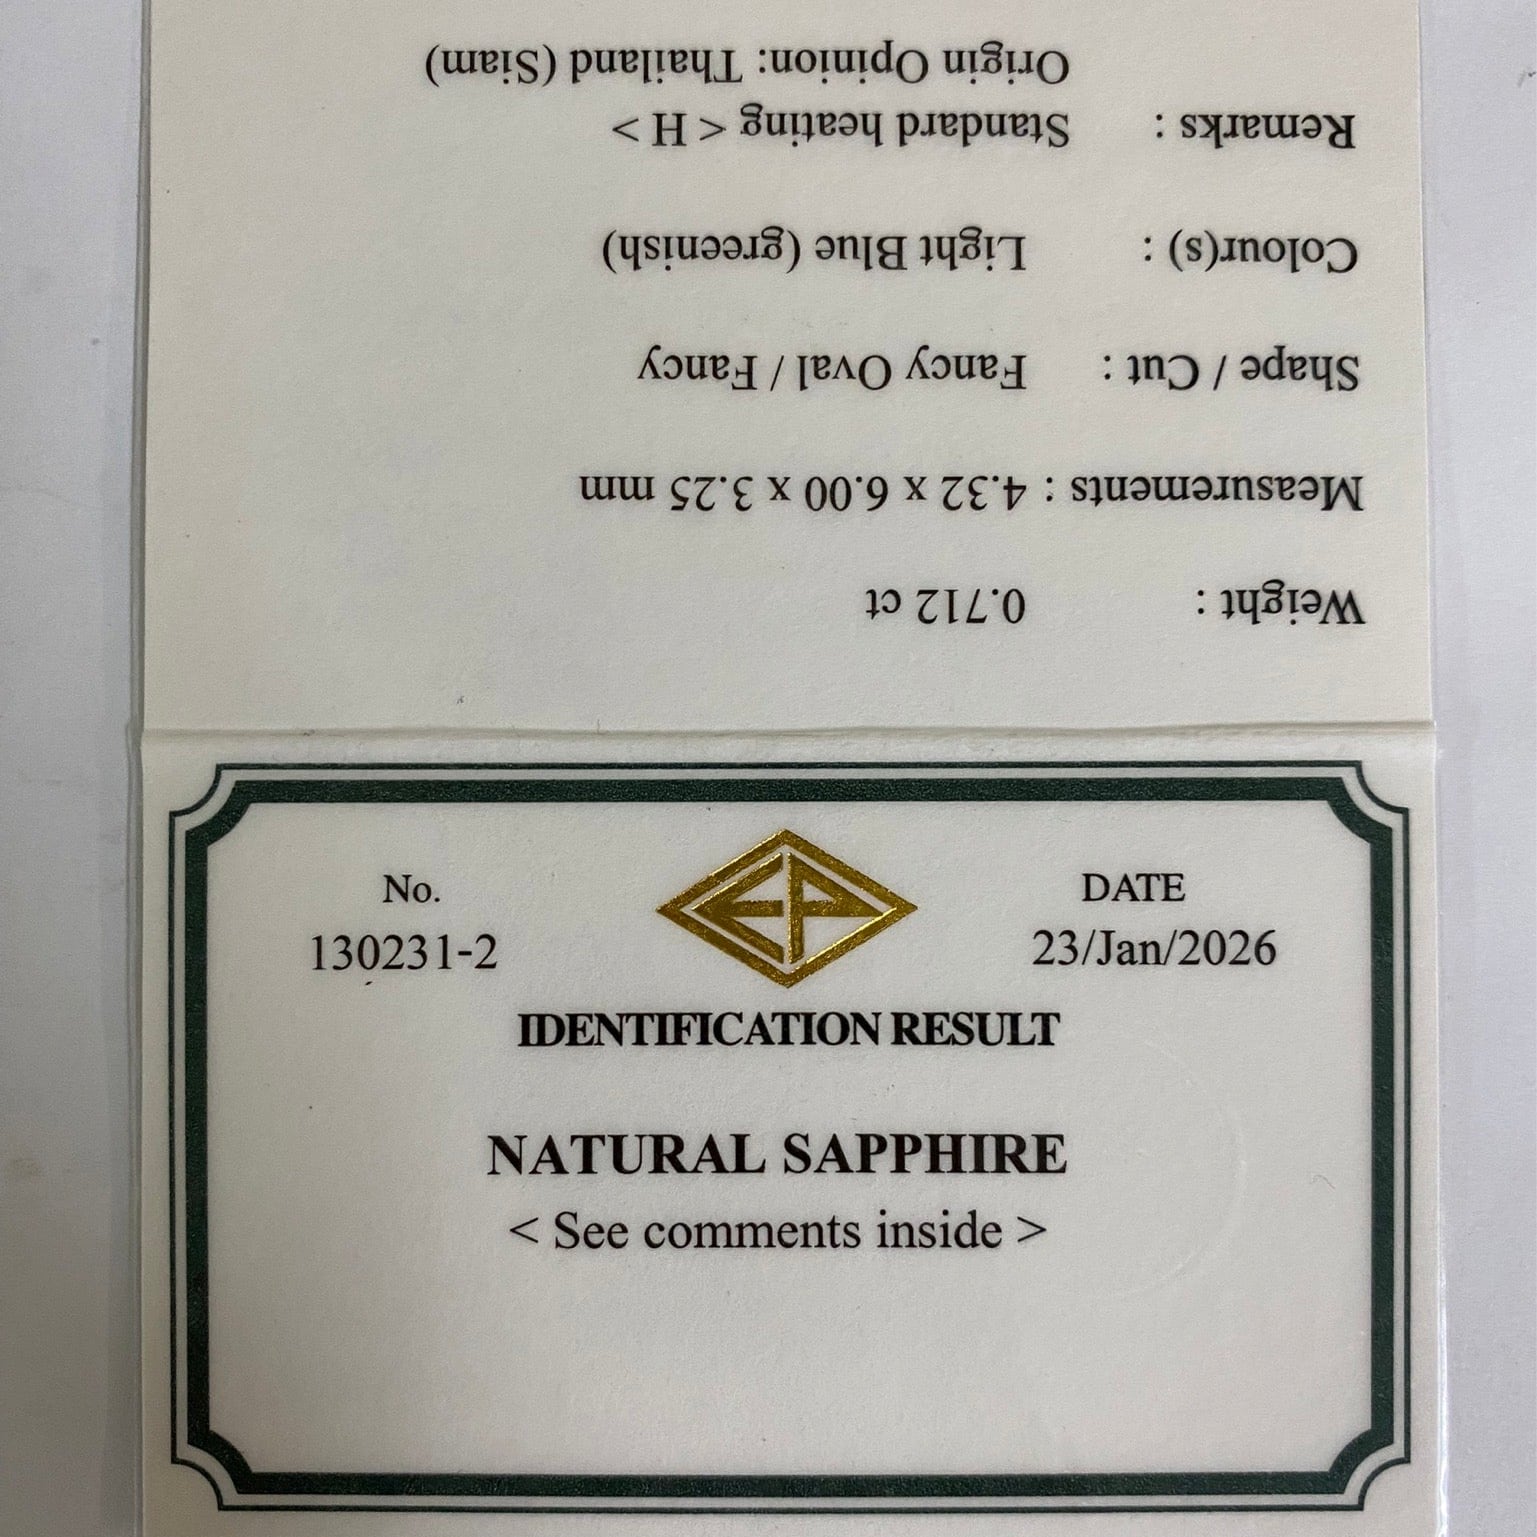 No.
130231-2
EP
DATE
23/Jan/2026
IDENTIFICATION RESULT
NATURAL SAPPHIRE
< See comments inside >
Weight : 0.712 ct
Measurements : 4.32 x 6.00 x 3.25 mm
Shape / Cut : Fancy Oval / Fancy
Colour(s) : Light Blue (greenish)
Remarks : Standard heating < H >
Origin Opinion: Thailand (Siam)